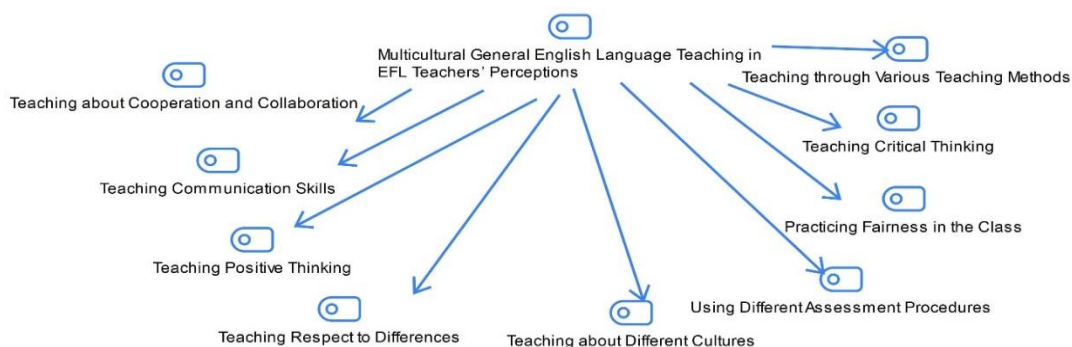 Multicultural General English Language Teaching in
EFL Teachers' Perceptions
Teaching through Various Teaching Methods
Teaching about Cooperation and Collaboration
Teaching Critical Thinking
Teaching Communication Skills
Practicing Fairness in the Class
Teaching Positive Thinking
Using Different Assessment Procedures
Teaching Respect to Differences
Teaching about Different Cultures